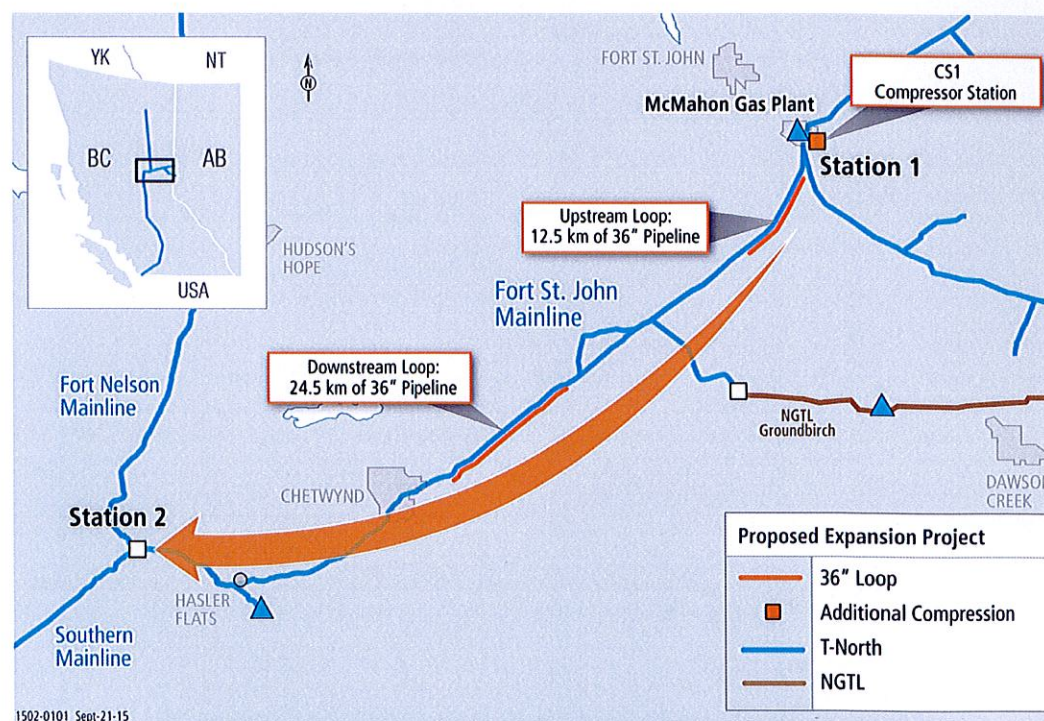 YK
NT
BC
AB
USA
N
FORT ST. JOHN
McMahon Gas Plant
CS1
Compressor Station
Station 1
Upstream Loop:
12.5 km of 36" Pipeline
HUDSON'S
HOPE
Fort St. John
Mainline
Downstream Loop:
24.5 km of 36" Pipeline
Fort Nelson
Mainline
NGTL
Groundbirch
DAWSON
CREEK
CHETWYND
Station 2
HASLER
FLATS
Southern
Mainline
Proposed Expansion Project
36" Loop
Additional Compression
T-North
NGTL
1502-0101 Sept-21-15